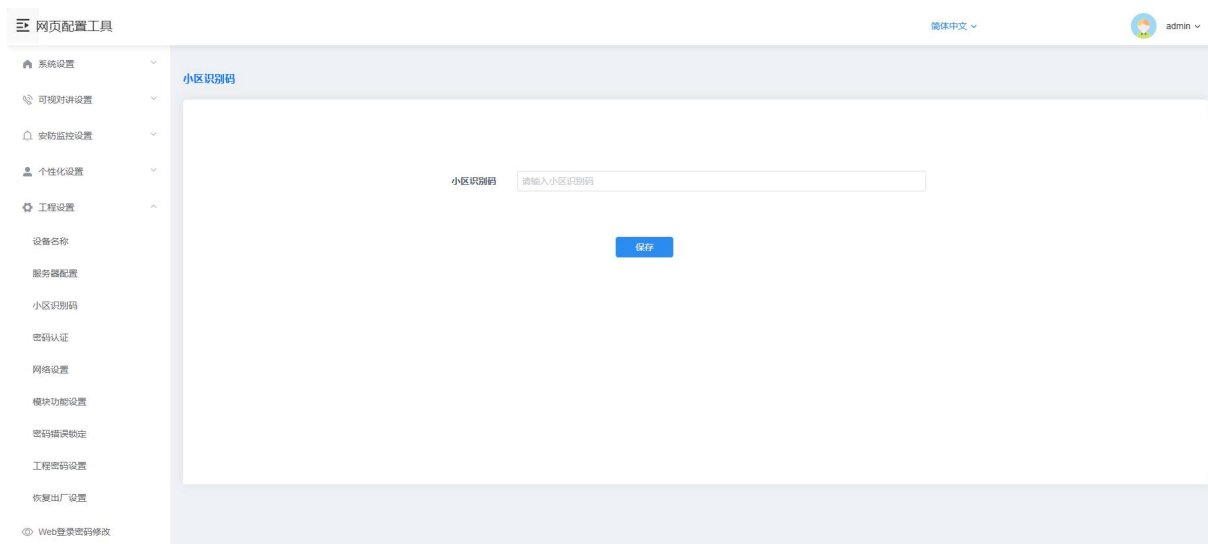 网页配置工具
简体中文
admin
系统设置
可视对讲设置
安防监控设置
个性化设置
工程设置
设备名称
服务器配置
小区识别码
密码认证
网络设置
模块功能设置
密码错误锁定
工程密码设置
恢复出厂设置
Web登录密码修改
小区识别码
小区识别码
请输入小区识别码
保存